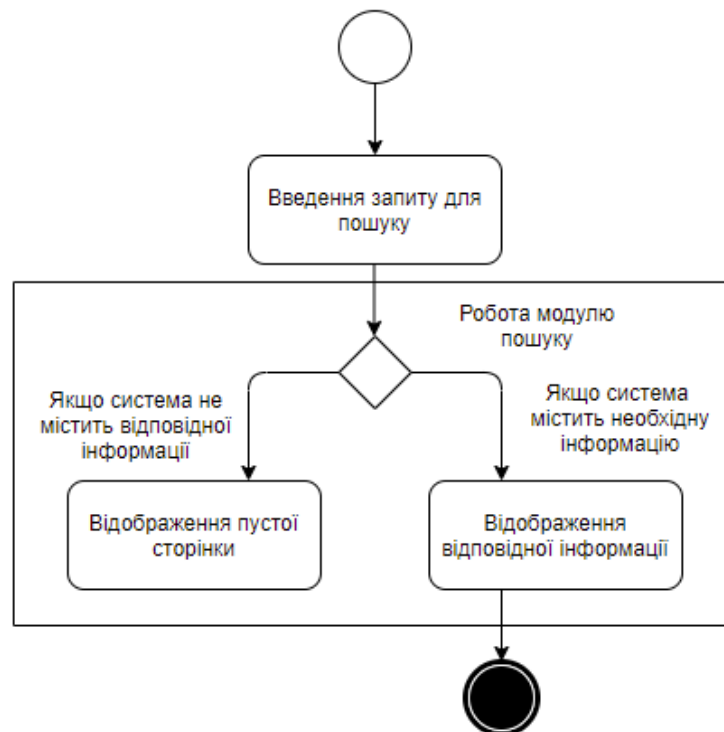 Введення запиту для
пошуку
Робота модулю
пошуку
Якщо система не
містить відповідної
інформації
Якщо система
містить необхідну
інформацію
Відображення пустої
сторінки
Відображення
відповідної інформації